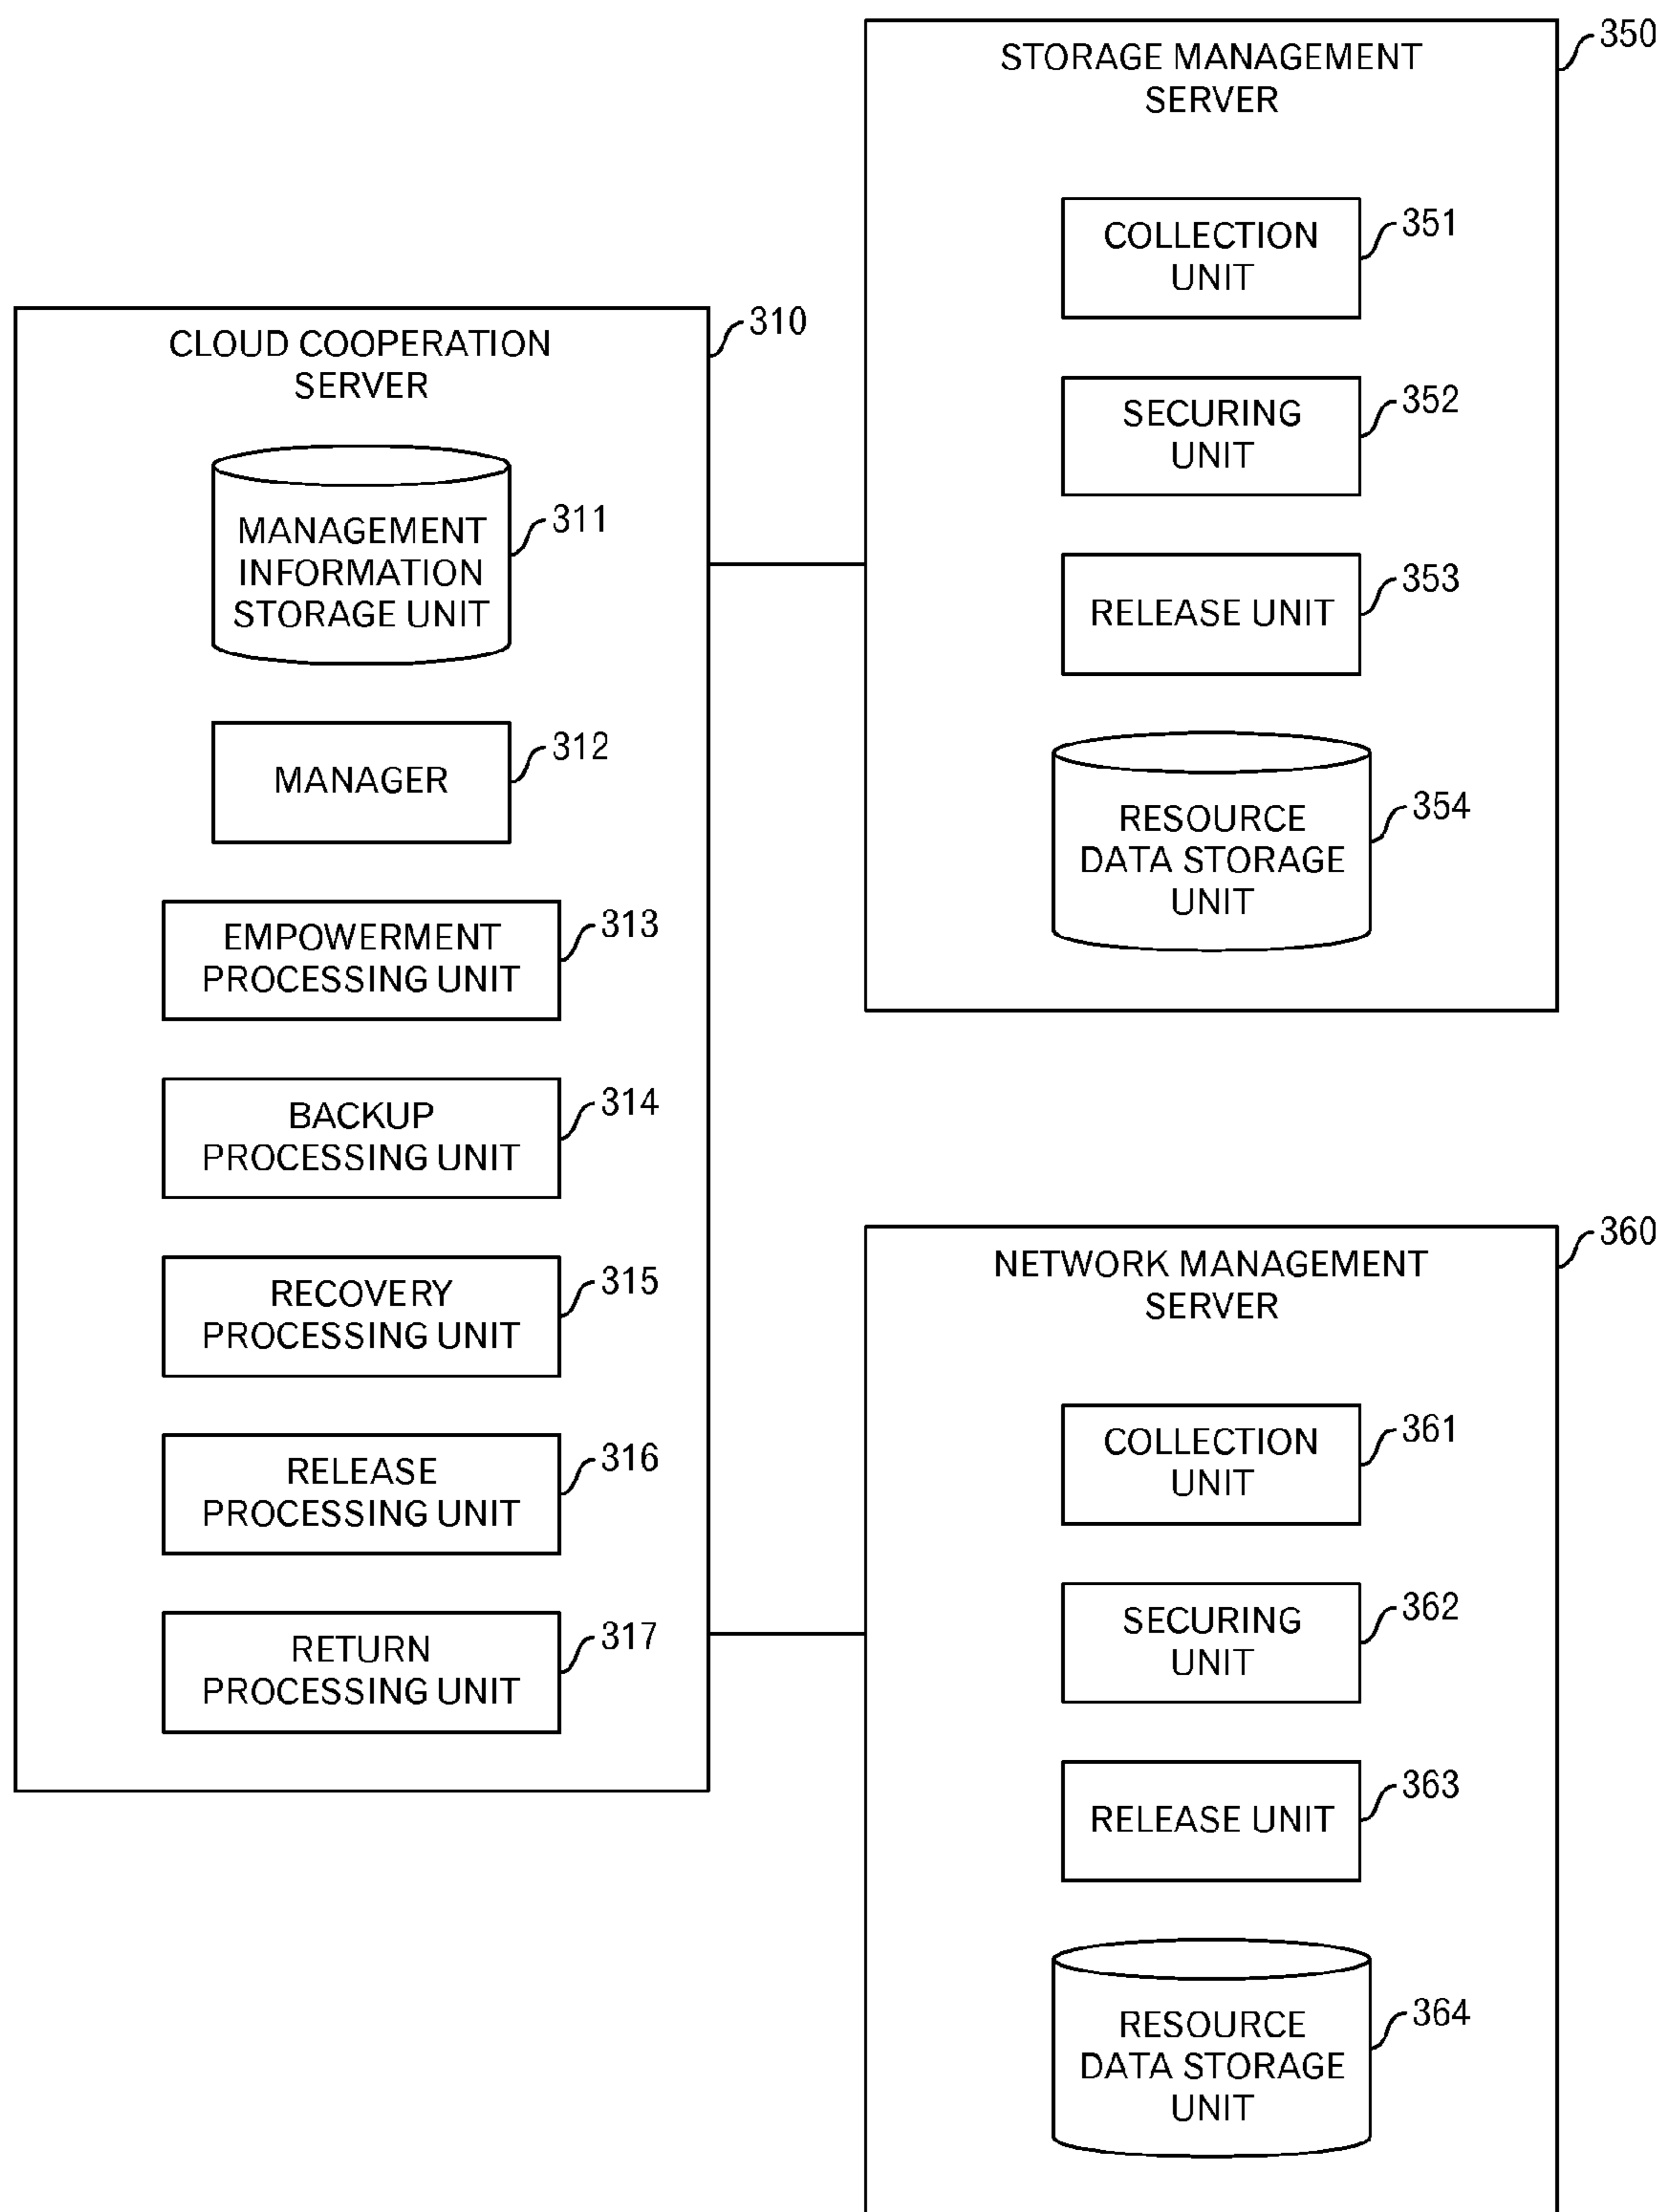 CLOUD COOPERATION
SERVER
310
MANAGEMENT
INFORMATION
STORAGE UNIT
311
MANAGER
312
EMPOWERMENT
PROCESSING UNIT
313
BACKUP
PROCESSING UNIT
314
RECOVERY
PROCESSING UNIT
315
RELEASE
PROCESSING UNIT
316
RETURN
PROCESSING UNIT
317
STORAGE MANAGEMENT
SERVER
350
COLLECTION
UNIT
351
SECURING
UNIT
352
RELEASE UNIT
353
RESOURCE
DATA STORAGE
UNIT
354
NETWORK MANAGEMENT
SERVER
360
COLLECTION
UNIT
361
SECURING
UNIT
362
RELEASE UNIT
363
RESOURCE
DATA STORAGE
UNIT
364